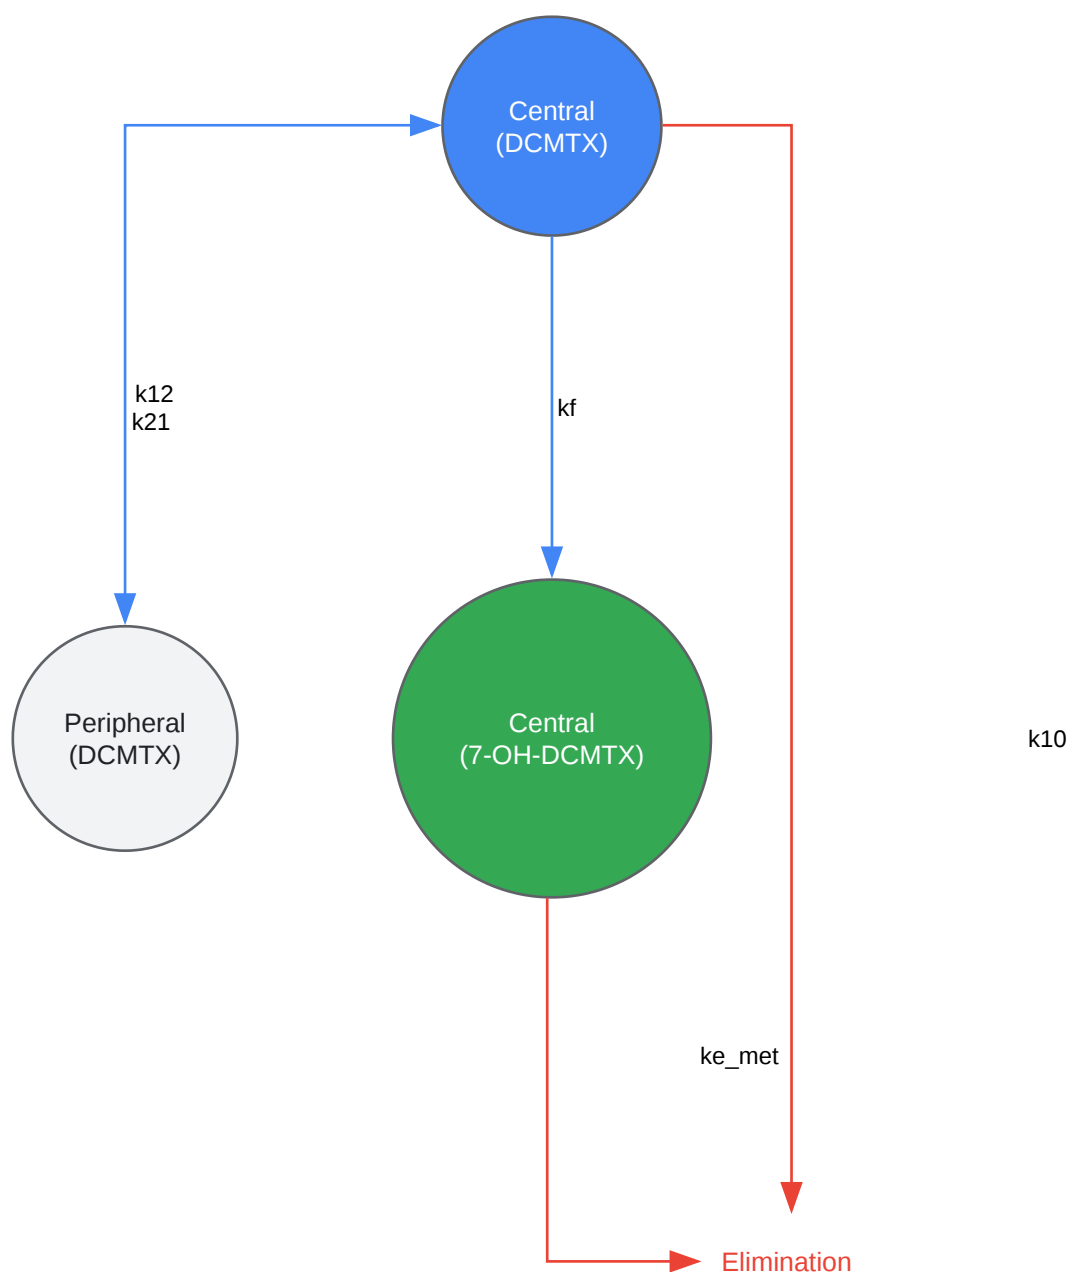 Central
(DCMTX)
k12
k21
kf
Peripheral
(DCMTX)
Central
(7-OH-DCMTX)
k10
ke_met
Elimination